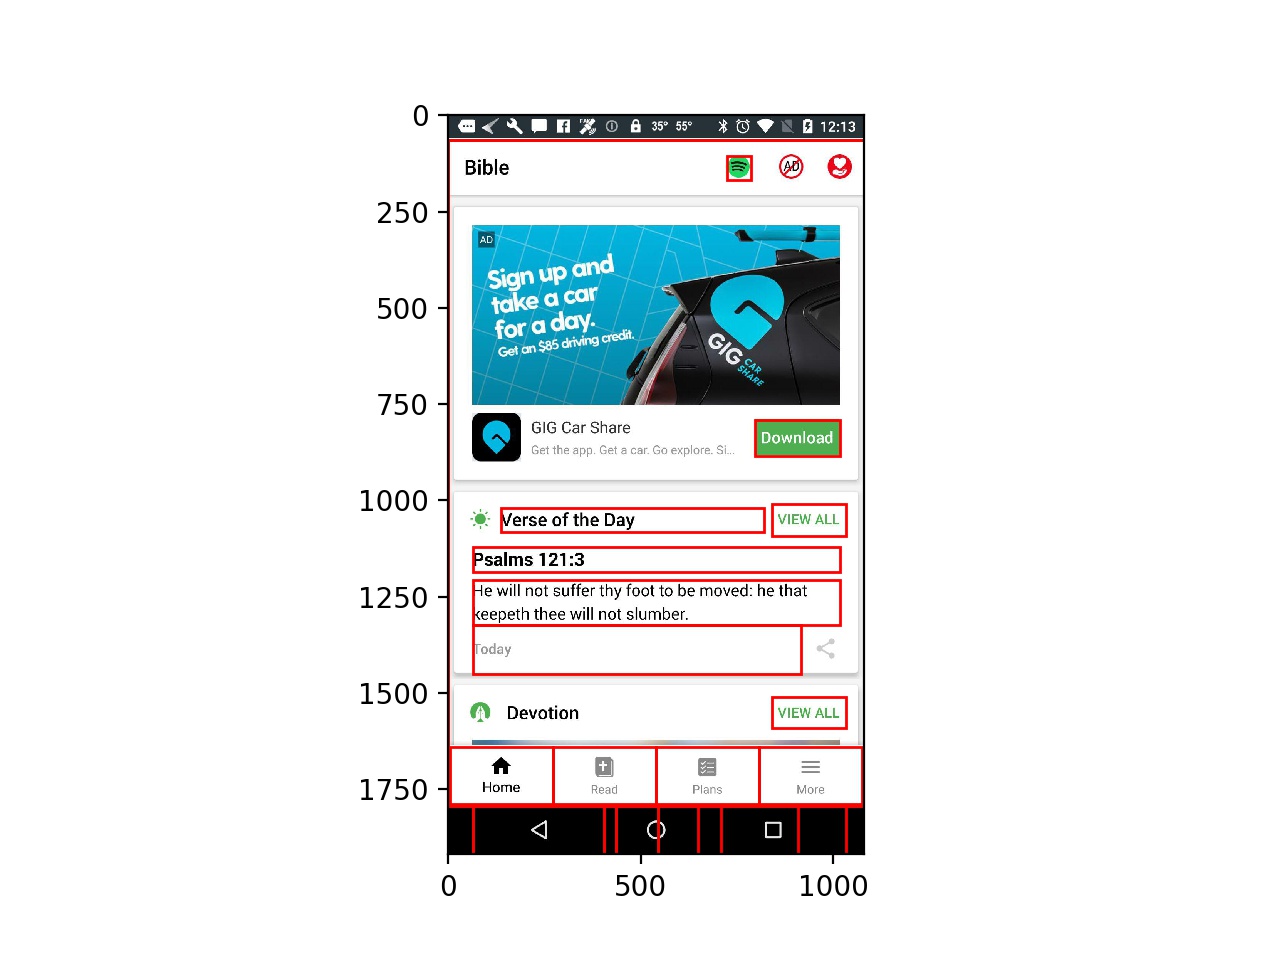 0
35° 55° 12:13
Bible
AD
250
AD
Sign up and
take a car
for a day.
Get an $85 driving credit.
500
GIG
CAR
SHARE
750
GIG Car Share
Get the app. Get a car. Go explore. Si...
Download
1000
Verse of the Day
VIEW ALL
Psalms 121:3
1250
He will not suffer thy foot to be moved: he that
keepeth thee will not slumber.
Today
1500
Devotion
VIEW ALL
1750
Home
Read
Plans
More
0
500
1000